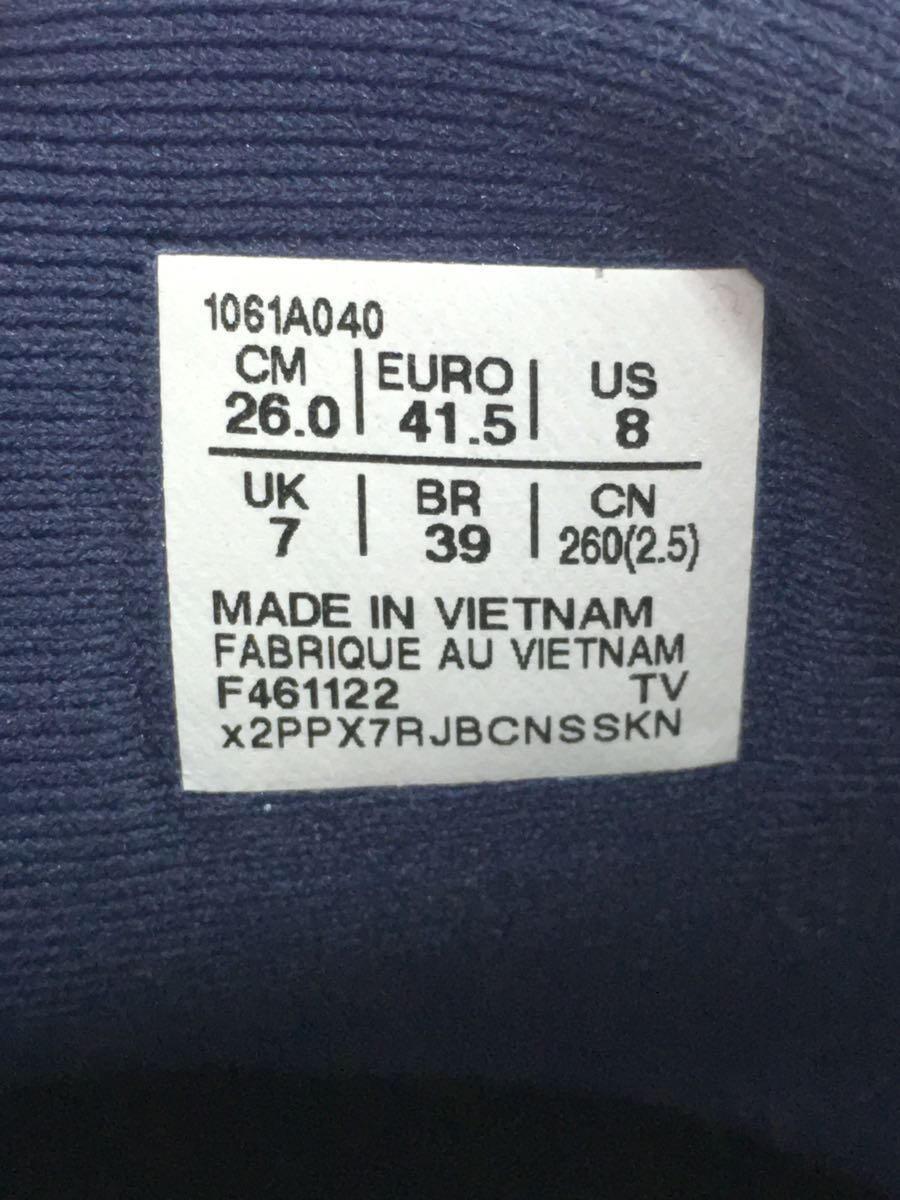 1061A040
CM | EURO | US
26.0 | 41.5 | 8
UK | BR | CN
7 | 39 | 260(2.5)
MADE IN VIETNAM
FABRIQUE AU VIETNAM
F461122 TV
x2PPX7RJBCNSSKN